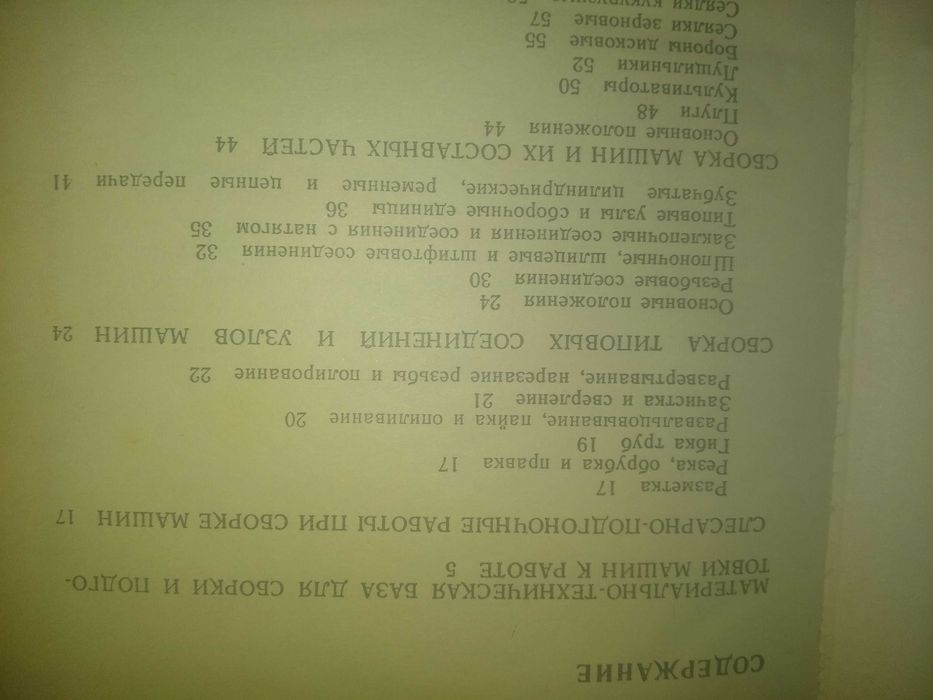 СОДЕРЖАНИЕ
МАТЕРИАЛЬНО-ТЕХНИЧЕСКАЯ БАЗА ДЛЯ СБОРКИ И ПОДГО-
ТОВКИ МАШИН К РАБОТЕ 5
СЛЕСАРНО-ПОДГОНОЧНЫЕ РАБОТЫ ПРИ СБОРКЕ МАШИН 17
Разметка 17
Резка, обрубка и правка 17
Гибка труб 19
Развальцовывание, пайка и опиливание 20
Зачистка и сверление 21
Развертывание, нарезание резьбы и полирование 22
СБОРКА ТИПОВЫХ СОЕДИНЕНИЙ И УЗЛОВ МАШИН 24
Основные положения 24
Резьбовые соединения 30
Шпоночные, шлицевые и штифтовые соединения 32
Заклепочные соединения и соединения с натягом 35
Типовые узлы и сборочные единицы 36
Зубчатые цилиндрические, ременные и цепные передачи 41
СБОРКА МАШИН И ИХ СОСТАВНЫХ ЧАСТЕЙ 44
Основные положения 44
Плуги 48
Культиваторы 50
Лущильники 52
Бороны дисковые 55
Сеялки зерновые 57
Сеялки